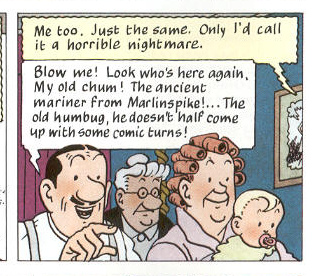 Me too. Just the same. Only I'd call
it a horrible nightmare.
Blow me! Look who's here again.
My old chum! The ancient
mariner from Marlinspike!... The
old humbug, he doesn't half come
up with some comic turns!